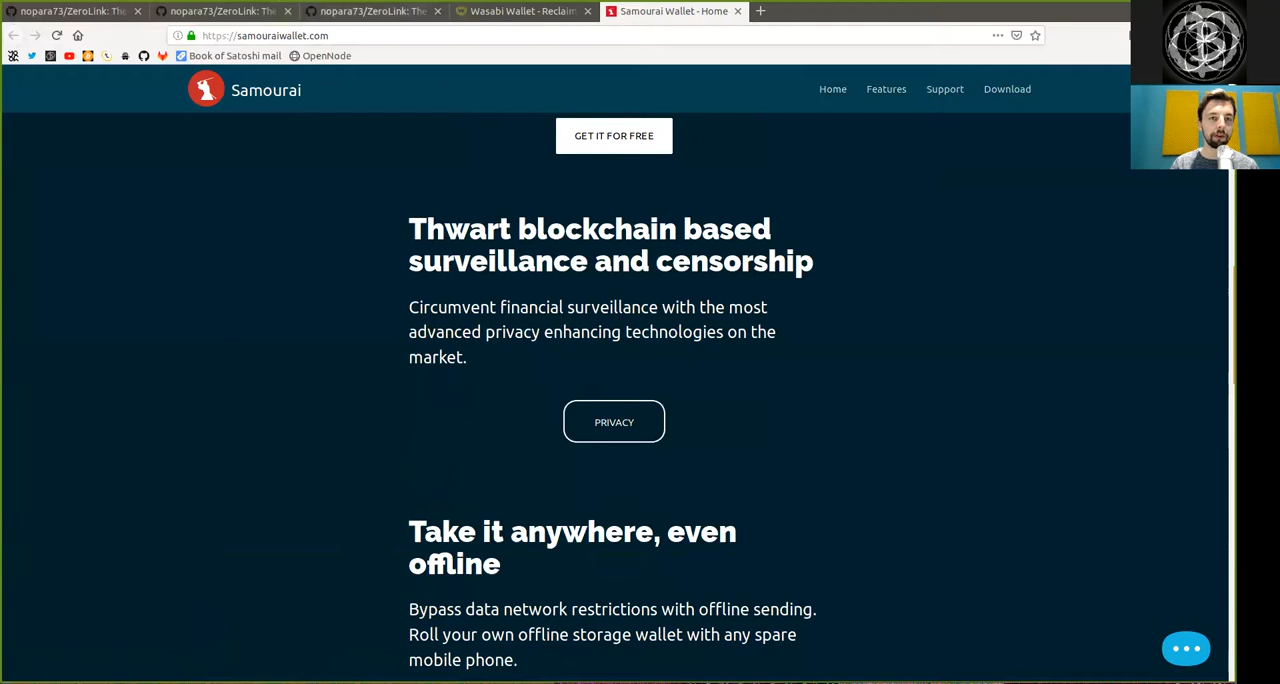 nopara73/ZeroLink: The
nopara73/ZeroLink: The
nopara73/ZeroLink: The
Wasabi Wallet - Reclaim
Samourai Wallet - Home
https://samouraiwallet.com
Book of Satoshi mail
OpenNode
Samourai
Home
Features
Support
Download
GET IT FOR FREE
Thwart blockchain based
surveillance and censorship
Circumvent financial surveillance with the most
advanced privacy enhancing technologies on the
market.
PRIVACY
Take it anywhere, even
offline
Bypass data network restrictions with offline sending.
Roll your own offline storage wallet with any spare
mobile phone.